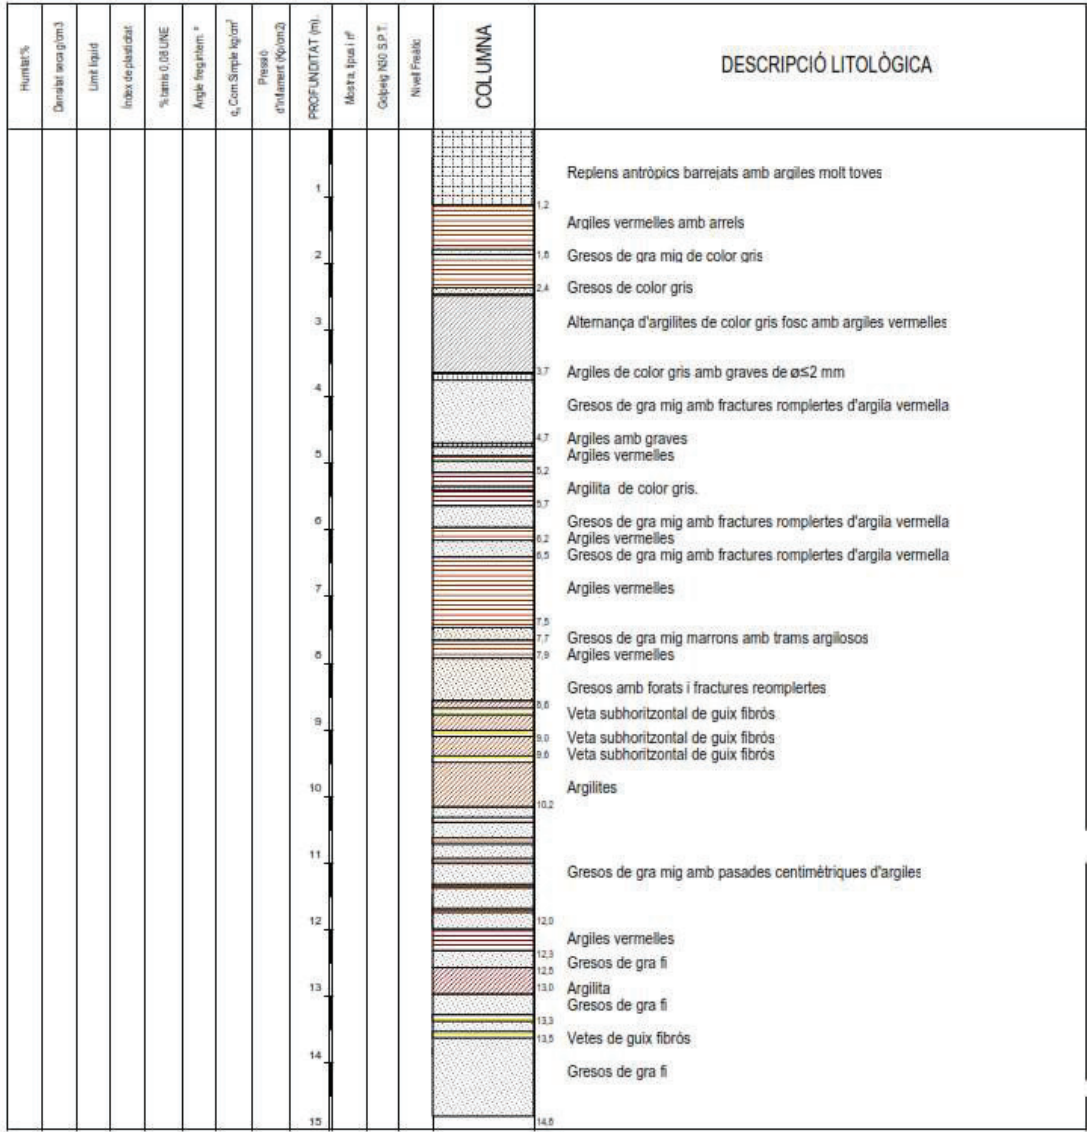 Humitat %
Densitat seca g/cm3
Límit líquid
Índex de plasticitat
% tamís 0,08 UNE
Angle freg intern. º
qu Com.Simple kg/cm²
Pressió
d'inflament (Kp/cm2)
PROFUNDITAT (m).
Mostra, tipus i nº
Golpeig N30 S.P.T.
Nivell Freàtic
COLUMNA
DESCRIPCIÓ LITOLÒGICA
Replens antròpics barrejats amb argiles molt toves
1
1,2
Argiles vermelles amb arrels
2
1,8
Gresos de gra mig de color gris
2,4
Gresos de color gris
3
Alternança d'argilites de color gris fosc amb argiles vermelles
3,7
Argiles de color gris amb graves de ø≤2 mm
4
Gresos de gra mig amb fractures romplertes d'argila vermella
4,7
Argiles amb graves
5
Argiles vermelles
5,2
Argilita de color gris.
5,7
6
Gresos de gra mig amb fractures romplertes d'argila vermella
6,2
Argiles vermelles
6,5
Gresos de gra mig amb fractures romplertes d'argila vermella
7
Argiles vermelles
7,5
7,7
Gresos de gra mig marrons amb trams argilosos
8
7,9
Argiles vermelles
Gresos amb forats i fractures reomplertes
8,8
Veta subhoritzontal de guix fibrós
9
9,0
Veta subhoritzontal de guix fibrós
9,6
Veta subhoritzontal de guix fibrós
10
Argilites
10,2
11
Gresos de gra mig amb pasades centimètriques d'argiles
12
12,0
Argiles vermelles
12,3
Gresos de gra fi
12,5
13
13,0
Argilita
Gresos de gra fi
13,3
13,5
Vetes de guix fibrós
14
Gresos de gra fi
15